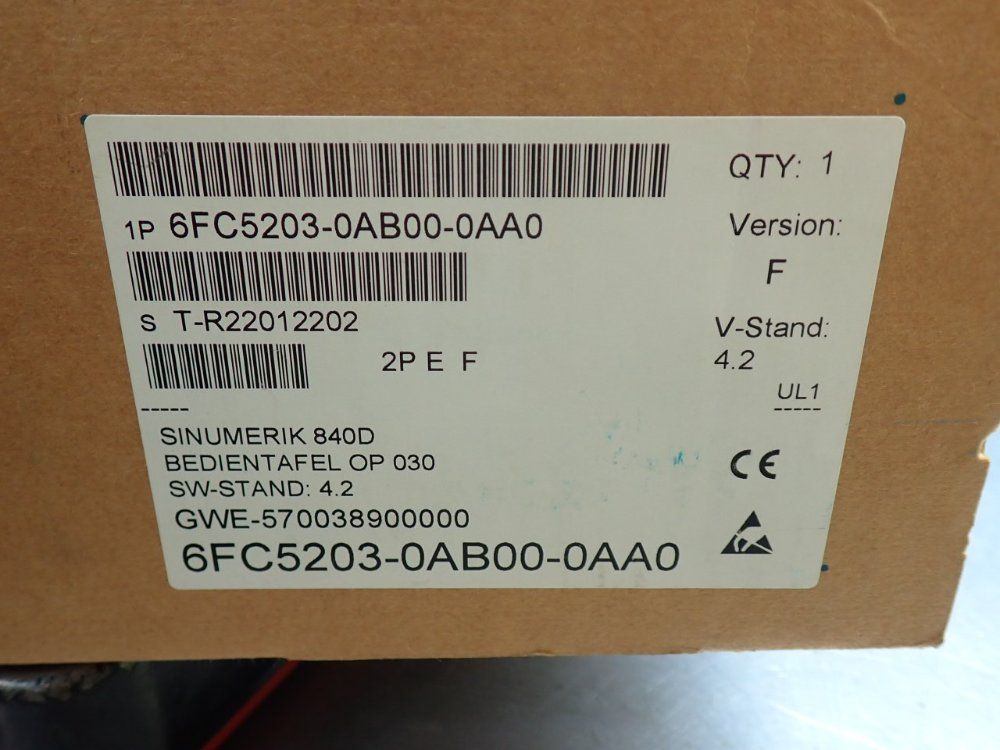 QTY: 1
1P 6FC5203-0AB00-0AA0
Version:
F
S T-R22012202
V-Stand:
4.2
2P E F
UL1
-----
-----
SINUMERIK 840D
BEDIENTAFEL OP 030
SW-STAND: 4.2
CE
GWE-570038900000
6FC5203-0AB00-0AA0